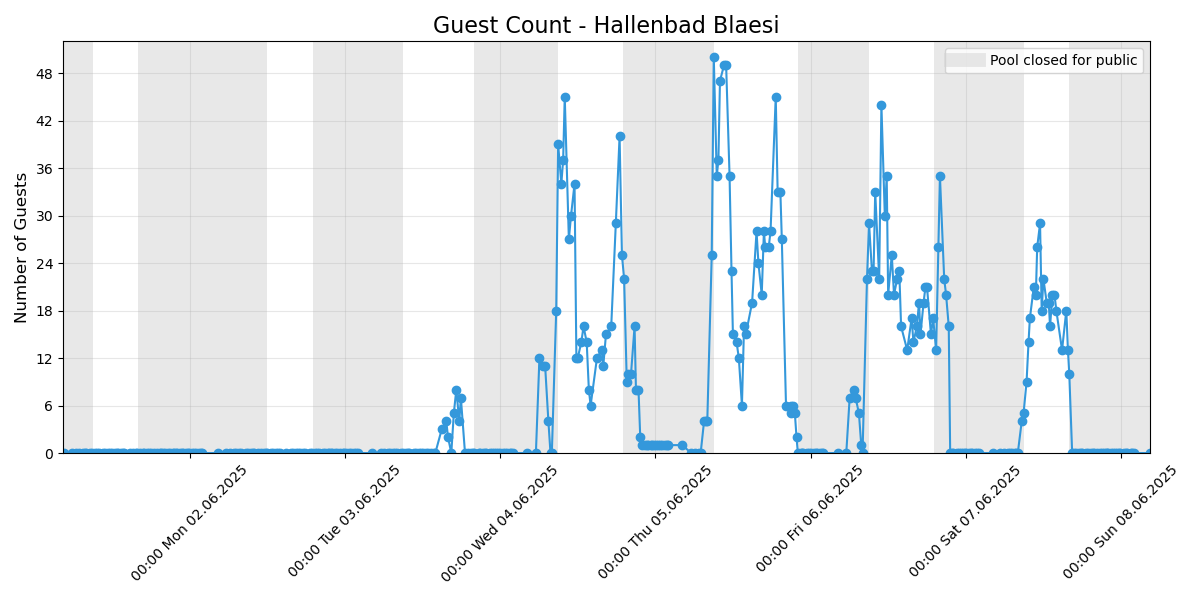 Guest Count - Hallenbad Blaesi
Pool closed for public
Number of Guests
48
42
36
30
24
18
12
6
0
00:00 Mon 02.06.2025
00:00 Tue 03.06.2025
00:00 Wed 04.06.2025
00:00 Thu 05.06.2025
00:00 Fri 06.06.2025
00:00 Sat 07.06.2025
00:00 Sun 08.06.2025